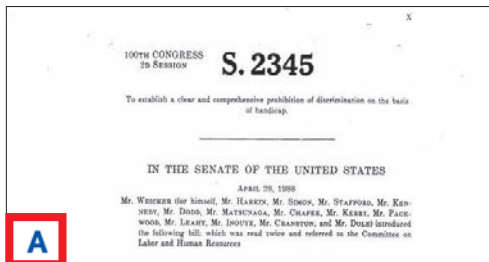 X
100TH CONGRESS
2D SESSION
S. 2345
To establish a clear and comprehensive prohibition of discrimination on the basis
of handicap.
IN THE SENATE OF THE UNITED STATES
APRIL 28, 1988
Mr. WEICKER (for himself, Mr. HARKIN, Mr. SIMON, Mr. STAFFORD, Mr. KEN-
NEDY, Mr. DODD, Mr. MATSUNAGA, Mr. CHAFEE, Mr. KERRY, Mr. PACK-
WOOD, Mr. LEAHY, Mr. INOUYE, Mr. CRANSTON, and Mr. DOLE) introduced
the following bill; which was read twice and referred to the Committee on
Labor and Human Resources
A